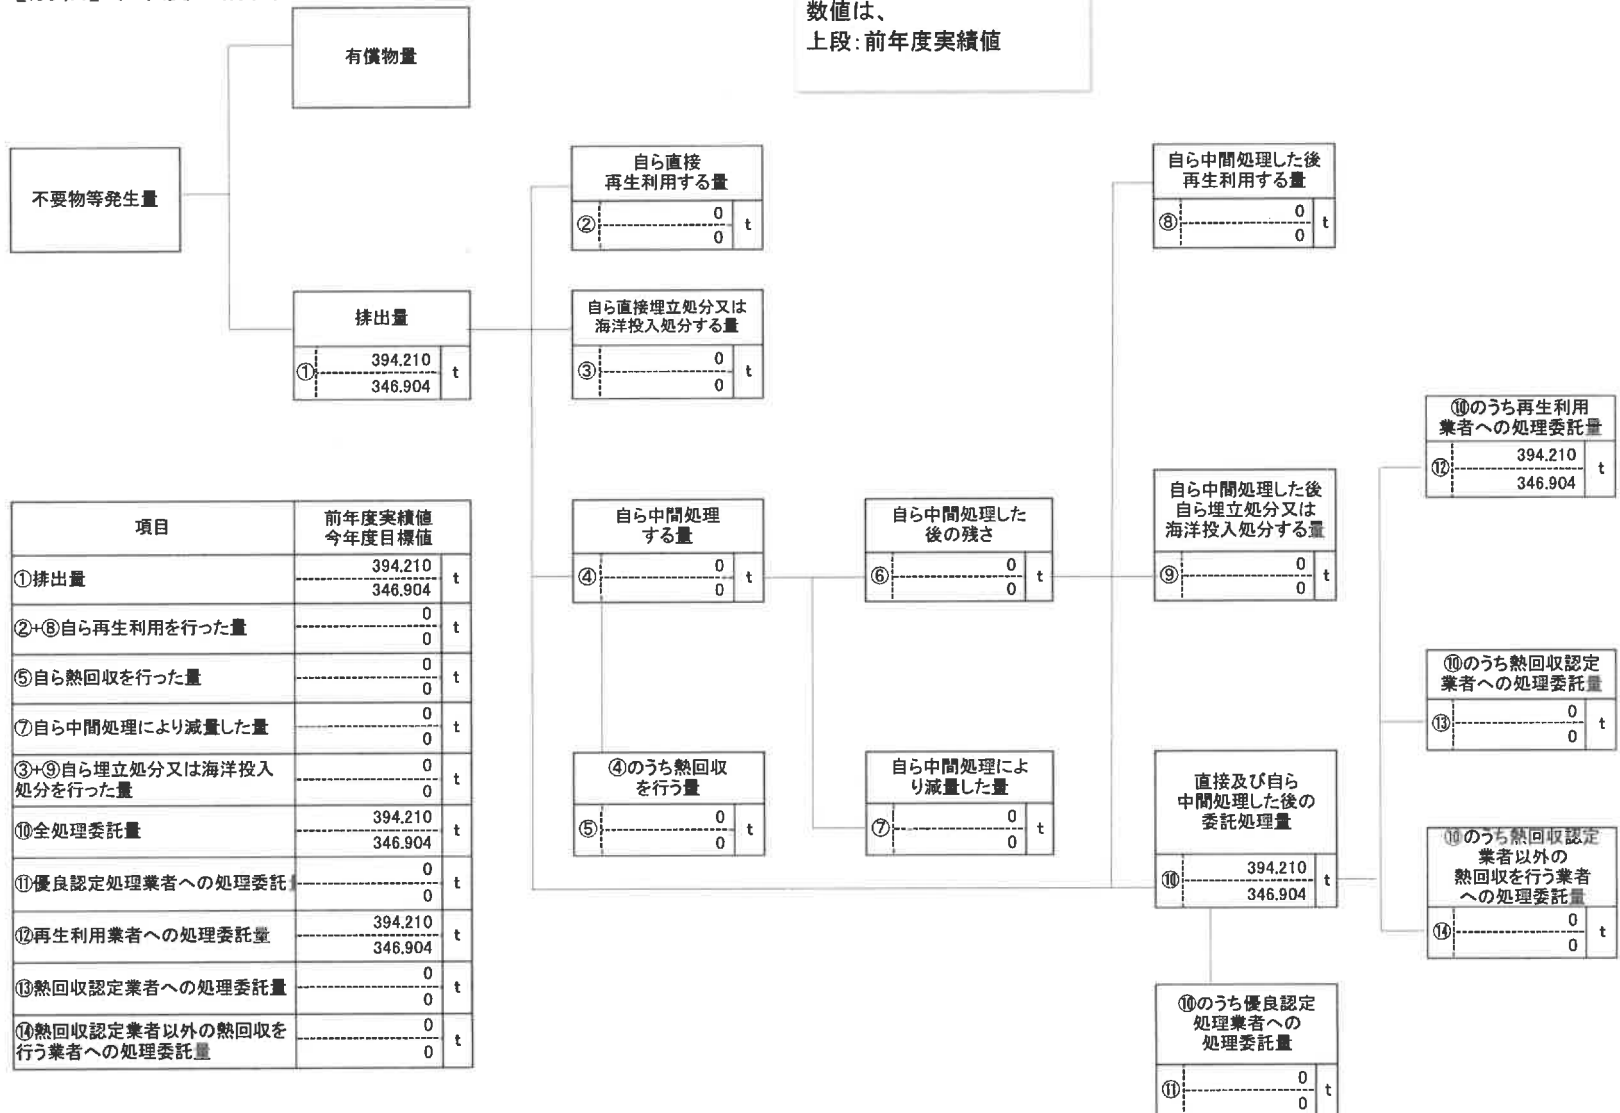 数値は、
上段:前年度実績値
有償物量
不要物等発生量
排出量
① 394.210 t
346.904
自ら直接
再生利用する量
② 0 t
0
自ら直接埋立処分又は
海洋投入処分する量
③ 0 t
0
自ら中間処理した後
再生利用する量
⑧ 0 t
0
自ら中間処理
する量
④ 0 t
0
自ら中間処理した
後の残さ
⑥ 0 t
0
自ら中間処理した後
自ら埋立処分又は
海洋投入処分する量
⑨ 0 t
0
④のうち熱回収
を行う量
⑤ 0 t
0
自ら中間処理によ
り減量した量
⑦ 0 t
0
直接及び自ら
中間処理した後の
委託処理量
⑩ 394.210 t
346.904
⑩のうち優良認定
処理業者への
処理委託量
⑪ 0 t
0
⑩のうち再生利用
業者への処理委託量
⑫ 394.210 t
346.904
⑩のうち熱回収認定
業者への処理委託量
⑬ 0 t
0
⑩のうち熱回収認定
業者以外の
熱回収を行う業者
への処理委託量
⑭ 0 t
0
項目
前年度実績値
今年度目標値
①排出量 394.210 t
346.904
②+⑧自ら再生利用を行った量 0 t
0
⑤自ら熱回収を行った量 0 t
0
⑦自ら中間処理により減量した量 0 t
0
③+⑨自ら埋立処分又は海洋投入
処分を行った量 0 t
0
⑩全処理委託量 394.210 t
346.904
⑪優良認定処理業者への処理委託 0 t
0
⑫再生利用業者への処理委託量 394.210 t
346.904
⑬熱回収認定業者への処理委託量 0 t
0
⑭熱回収認定業者以外の熱回収を
行う業者への処理委託量 0 t
0